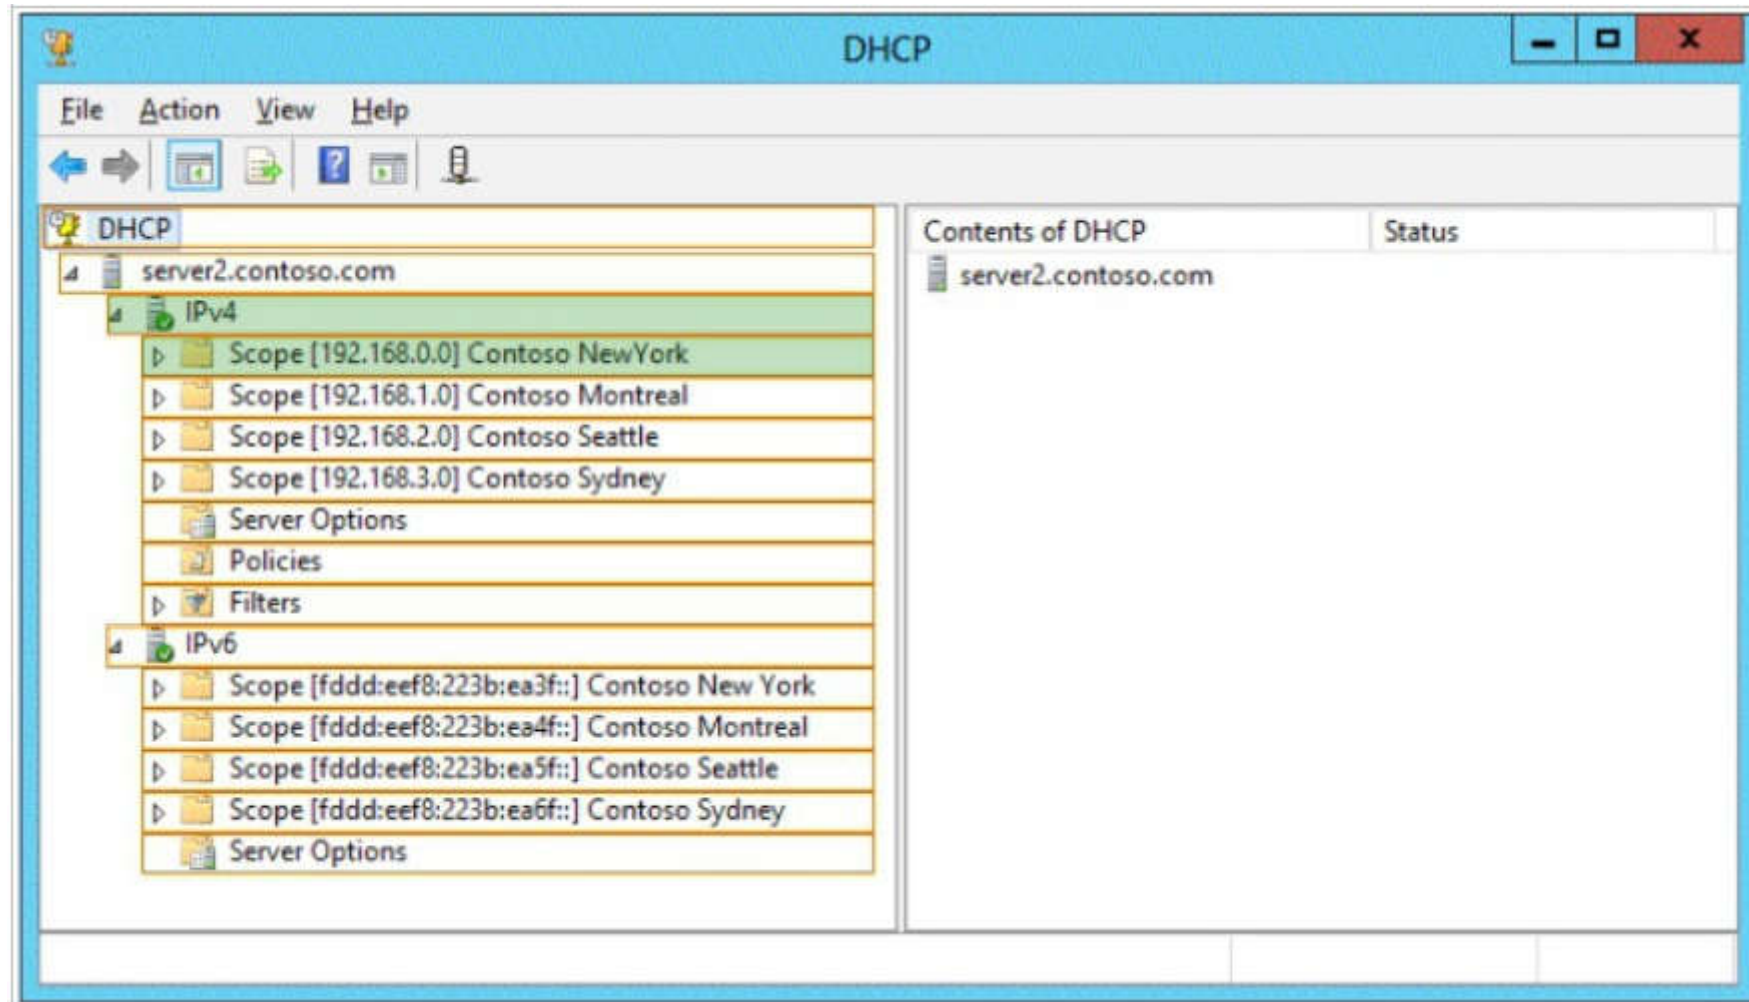 DHCP
File Action View Help
DHCP
server2.contoso.com
IPv4
Scope [192.168.0.0] Contoso NewYork
Scope [192.168.1.0] Contoso Montreal
Scope [192.168.2.0] Contoso Seattle
Scope [192.168.3.0] Contoso Sydney
Server Options
Policies
Filters
IPv6
Scope [fddd:eef8:223b:ea3f::] Contoso New York
Scope [fddd:eef8:223b:ea4f::] Contoso Montreal
Scope [fddd:eef8:223b:ea5f::] Contoso Seattle
Scope [fddd:eef8:223b:ea6f::] Contoso Sydney
Server Options
Contents of DHCP Status
server2.contoso.com